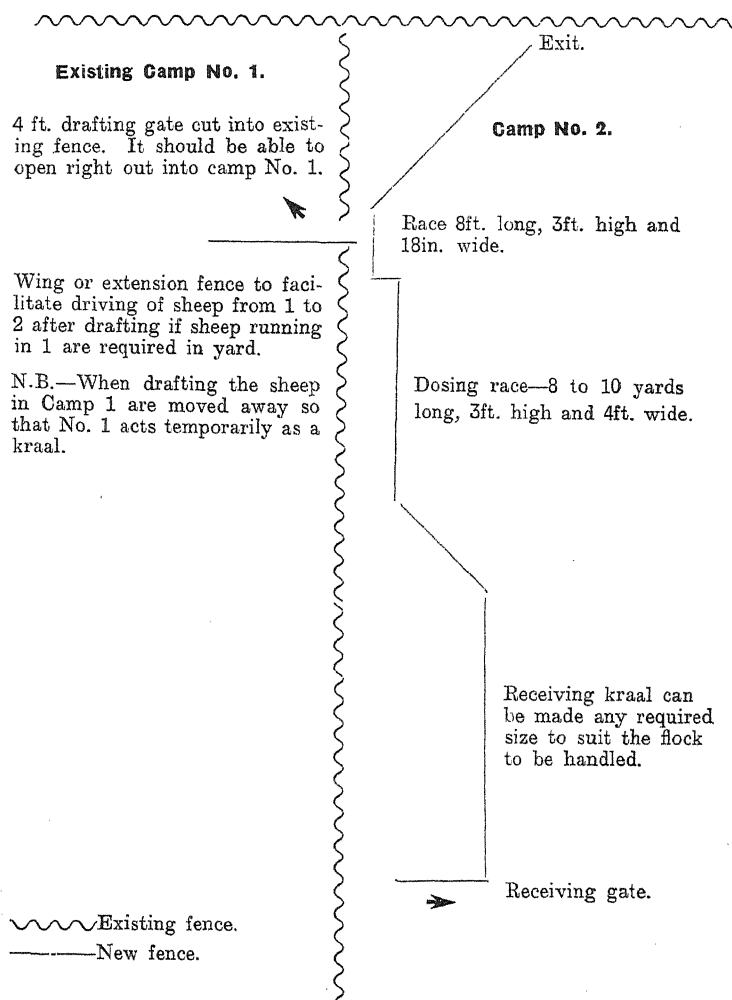 Exit.
Existing Camp No. 1.
4 ft. drafting gate cut into exist-
ing fence. It should be able to
open right out into camp No. 1.
Camp No. 2.
Race 8ft. long, 3ft. high and
18in. wide.
Wing or extension fence to faci-
litate driving of sheep from 1 to
2 after drafting if sheep running
in 1 are required in yard.
N.B.—When drafting the sheep
in Camp 1 are moved away so
that No. 1 acts temporarily as a
kraal.
Dosing race—8 to 10 yards
long, 3ft. high and 4ft. wide.
Receiving kraal can
be made any required
size to suit the flock
to be handled.
Receiving gate.
Existing fence.
New fence.